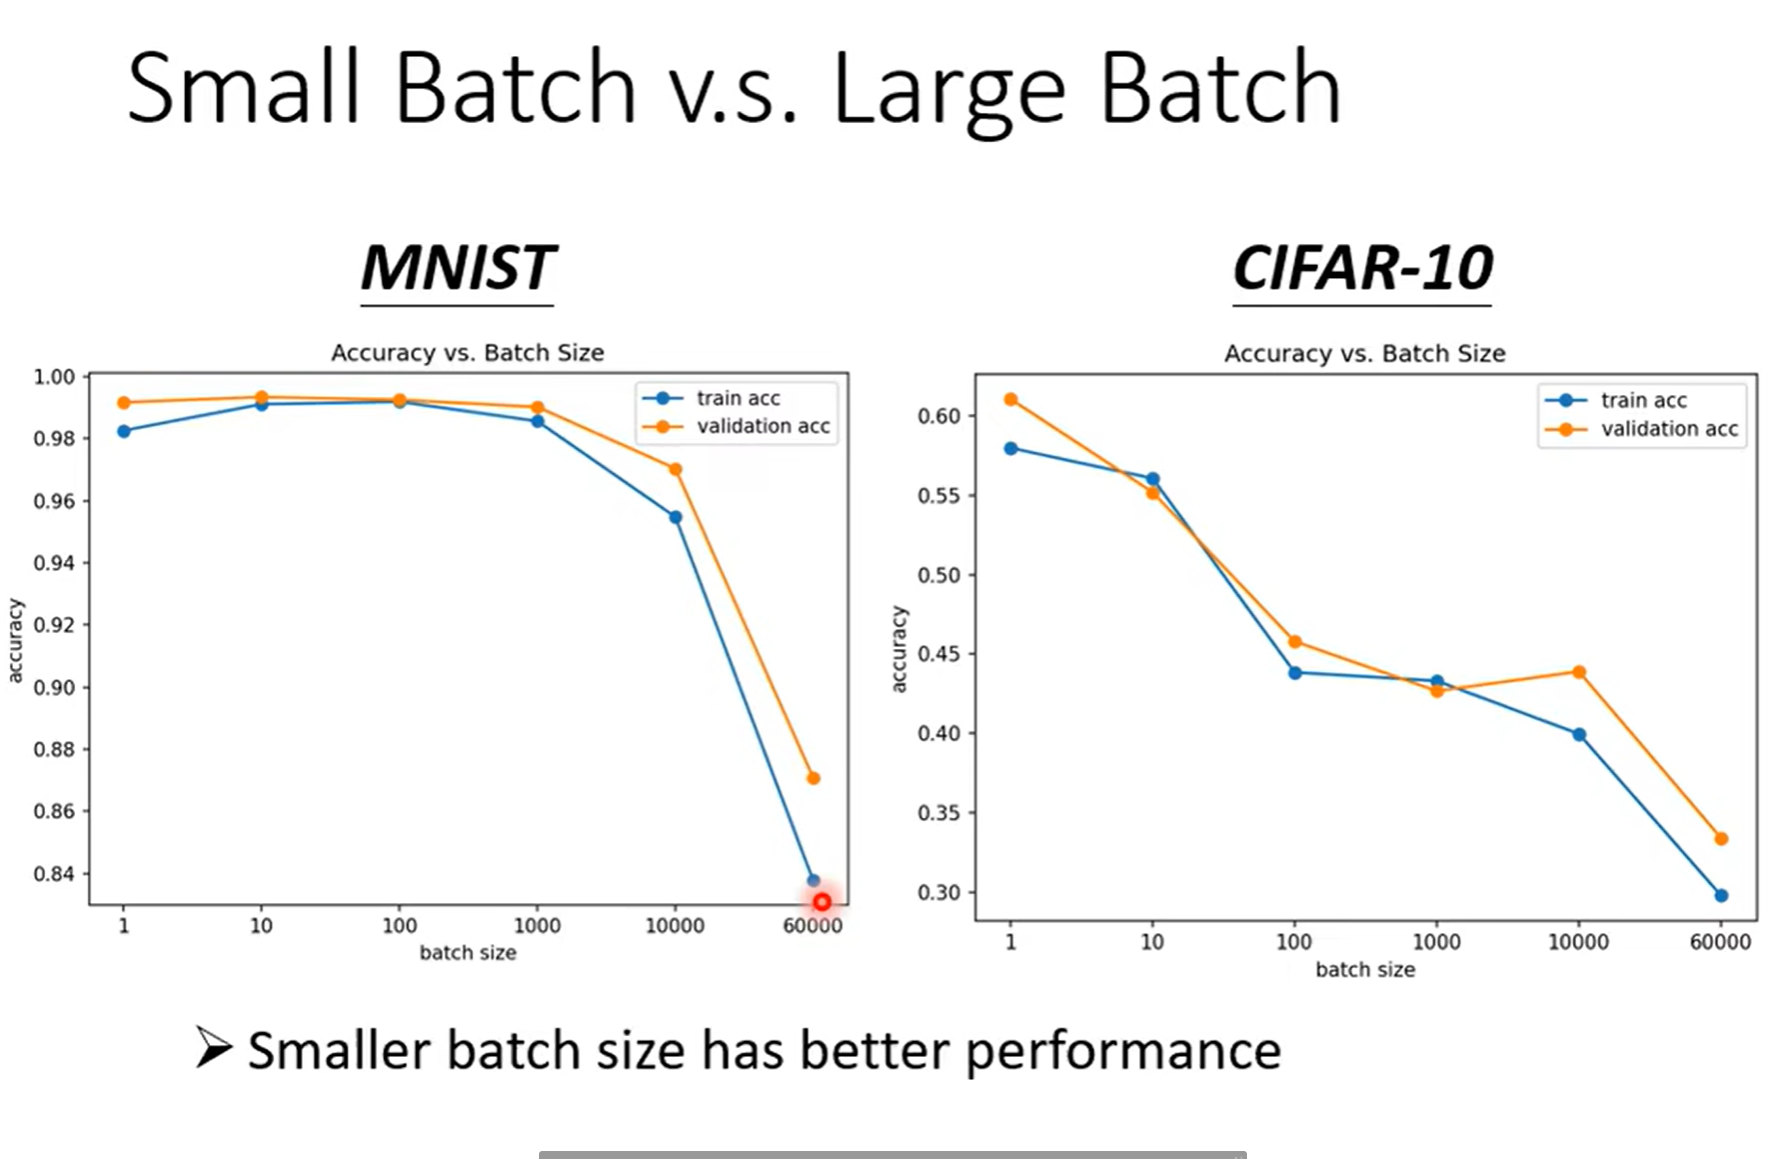 Small Batch v.s. Large Batch
MNIST
Accuracy vs. Batch Size
train acc
validation acc
1.00
0.98
0.96
0.94
0.92
0.90
0.88
0.86
0.84
accuracy
1 10 100 1000 10000 60000
batch size
CIFAR-10
Accuracy vs. Batch Size
train acc
validation acc
0.60
0.55
0.50
0.45
0.40
0.35
0.30
accuracy
1 10 100 1000 10000 60000
batch size
➢ Smaller batch size has better performance